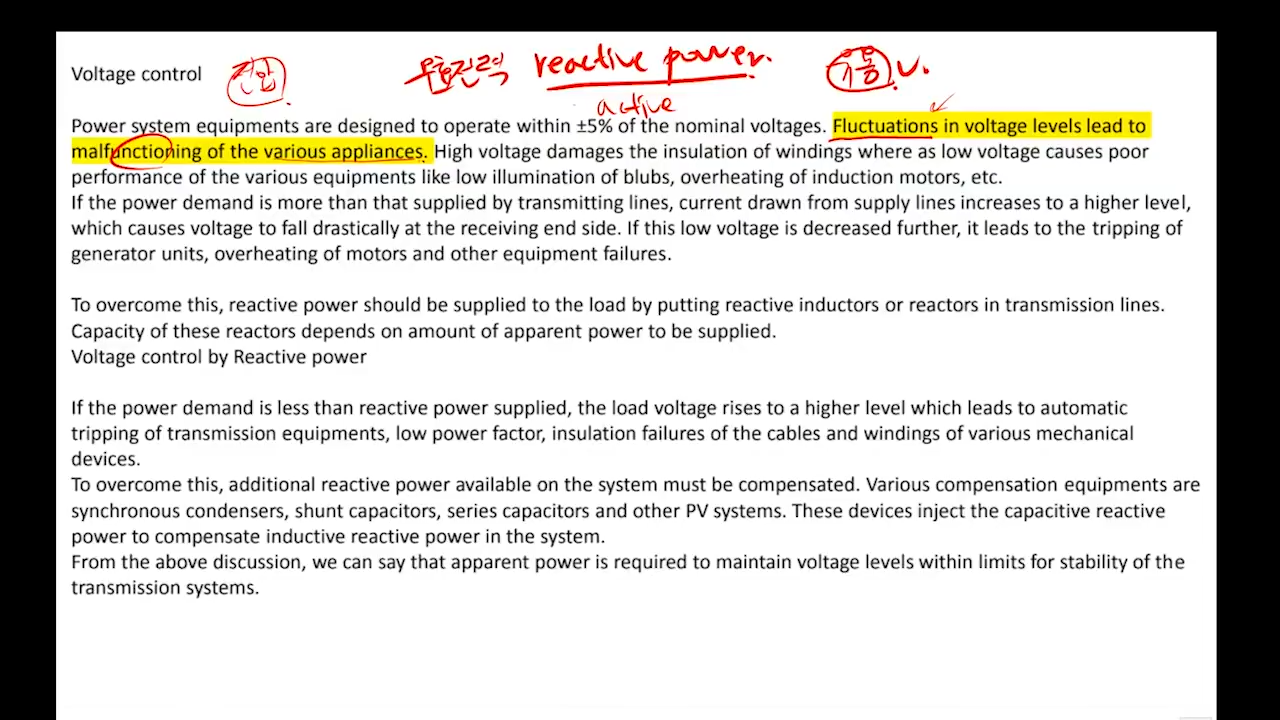 전압
무효전력 reactive power.
유동 v.
Voltage control
active
Power system equipments are designed to operate within ±5% of the nominal voltages. Fluctuations in voltage levels lead to
malfunctioning of the various appliances. High voltage damages the insulation of windings where as low voltage causes poor
performance of the various equipments like low illumination of blubs, overheating of induction motors, etc.
If the power demand is more than that supplied by transmitting lines, current drawn from supply lines increases to a higher level,
which causes voltage to fall drastically at the receiving end side. If this low voltage is decreased further, it leads to the tripping of
generator units, overheating of motors and other equipment failures.
To overcome this, reactive power should be supplied to the load by putting reactive inductors or reactors in transmission lines.
Capacity of these reactors depends on amount of apparent power to be supplied.
Voltage control by Reactive power
If the power demand is less than reactive power supplied, the load voltage rises to a higher level which leads to automatic
tripping of transmission equipments, low power factor, insulation failures of the cables and windings of various mechanical
devices.
To overcome this, additional reactive power available on the system must be compensated. Various compensation equipments are
synchronous condensers, shunt capacitors, series capacitors and other PV systems. These devices inject the capacitive reactive
power to compensate inductive reactive power in the system.
From the above discussion, we can say that apparent power is required to maintain voltage levels within limits for stability of the
transmission systems.